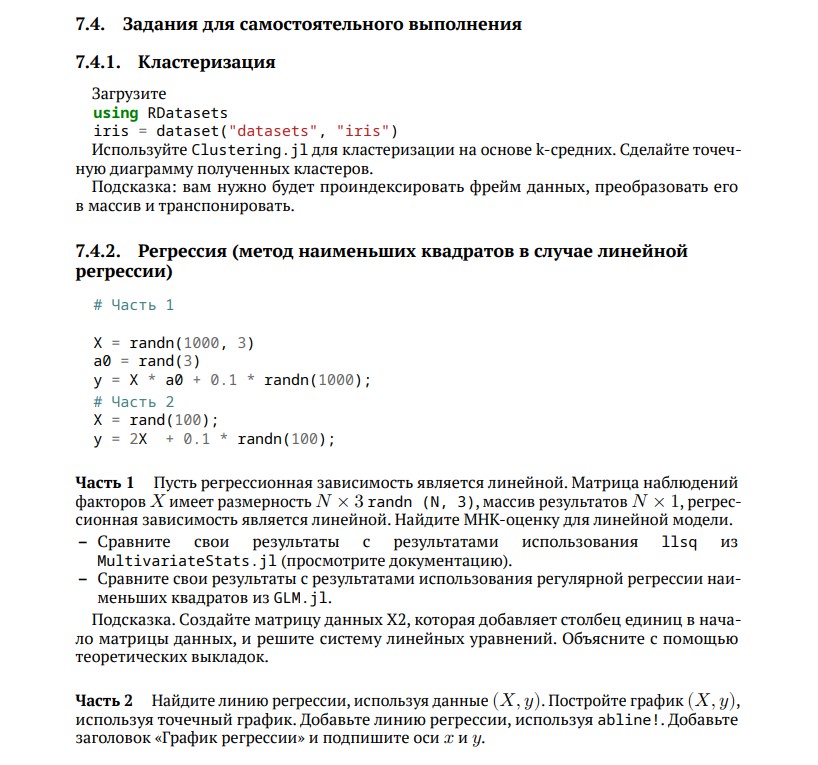 7.4. Задания для самостоятельного выполнения
7.4.1. Кластеризация
Загрузите
using RDatasets
iris = dataset("datasets", "iris")
Используйте Clustering.jl для кластеризации на основе k-средних. Сделайте точеч-
ную диаграмму полученных кластеров.
Подсказка: вам нужно будет проиндексировать фрейм данных, преобразовать его
в массив и транспонировать.
7.4.2. Регрессия (метод наименьших квадратов в случае линейной
регрессии)
# Часть 1
X = randn(1000, 3)
a0 = rand(3)
y = X * a0 + 0.1 * randn(1000);
# Часть 2
X = rand(100);
y = 2X + 0.1 * randn(100);
Часть 1 Пусть регрессионная зависимость является линейной. Матрица наблюдений
факторов X имеет размерность N × 3 randn (N, 3), массив результатов N × 1, регрес-
сионная зависимость является линейной. Найдите МНК-оценку для линейной модели.
– Сравните свои результаты с результатами использования llsq из
MultivariateStats.jl (просмотрите документацию).
– Сравните свои результаты с результатами использования регулярной регрессии наи-
меньших квадратов из GLM.jl.
Подсказка. Создайте матрицу данных X2, которая добавляет столбец единиц в нача-
ло матрицы данных, и решите систему линейных уравнений. Объясните с помощью
теоретических выкладок.
Часть 2 Найдите линию регрессии, используя данные (X, y). Постройте график (X, y),
используя точечный график. Добавьте линию регрессии, используя abline!. Добавьте
заголовок «График регрессии» и подпишите оси x и y.